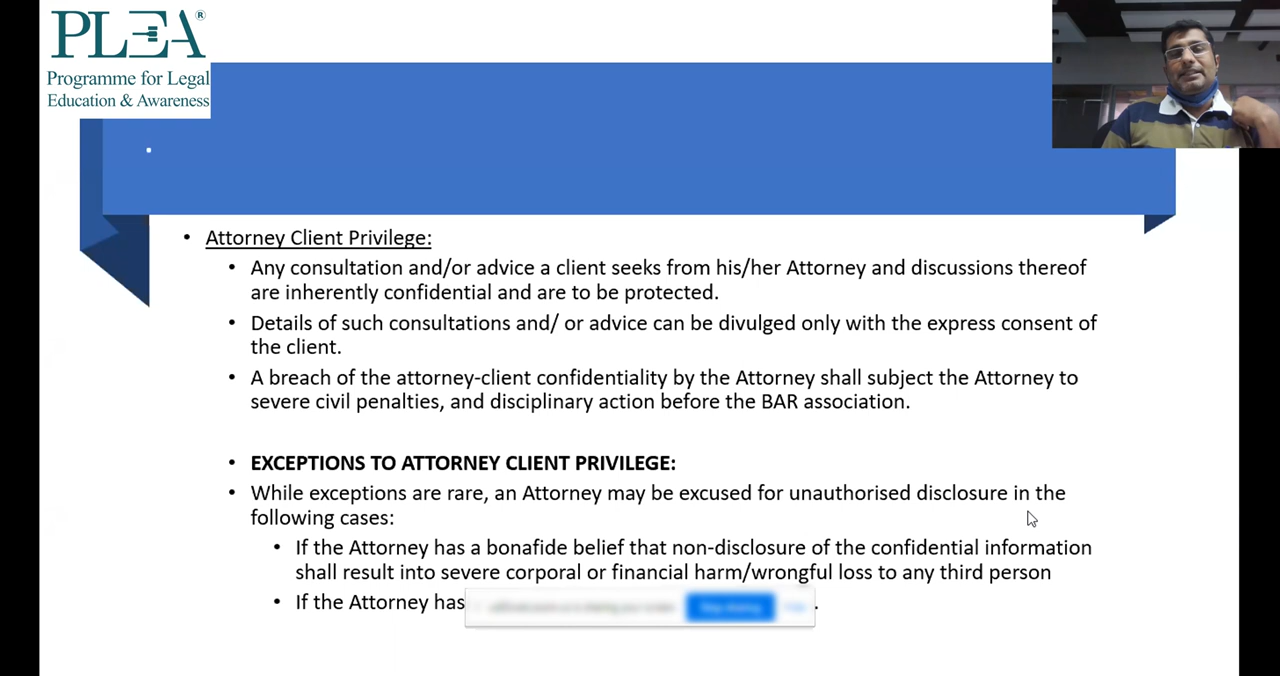 PLEA®
Programme for Legal
Education & Awareness
.
• Attorney Client Privilege:
• Any consultation and/or advice a client seeks from his/her Attorney and discussions thereof
are inherently confidential and are to be protected.
• Details of such consultations and/ or advice can be divulged only with the express consent of
the client.
• A breach of the attorney-client confidentiality by the Attorney shall subject the Attorney to
severe civil penalties, and disciplinary action before the BAR association.
• EXCEPTIONS TO ATTORNEY CLIENT PRIVILEGE:
• While exceptions are rare, an Attorney may be excused for unauthorised disclosure in the
following cases:
• If the Attorney has a bonafide belief that non-disclosure of the confidential information
shall result into severe corporal or financial harm/wrongful loss to any third person
• If the Attorney has .